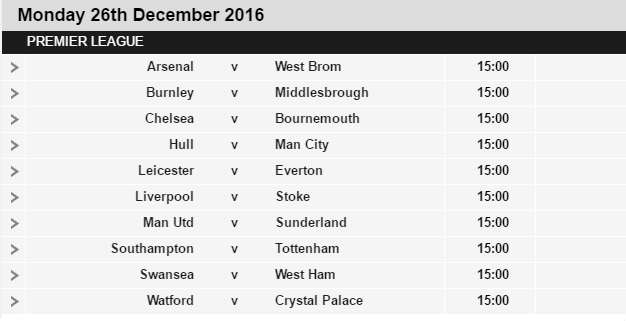 Monday 26th December 2016
PREMIER LEAGUE
Arsenal v West Brom 15:00
Burnley v Middlesbrough 15:00
Chelsea v Bournemouth 15:00
Hull v Man City 15:00
Leicester v Everton 15:00
Liverpool v Stoke 15:00
Man Utd v Sunderland 15:00
Southampton v Tottenham 15:00
Swansea v West Ham 15:00
Watford v Crystal Palace 15:00